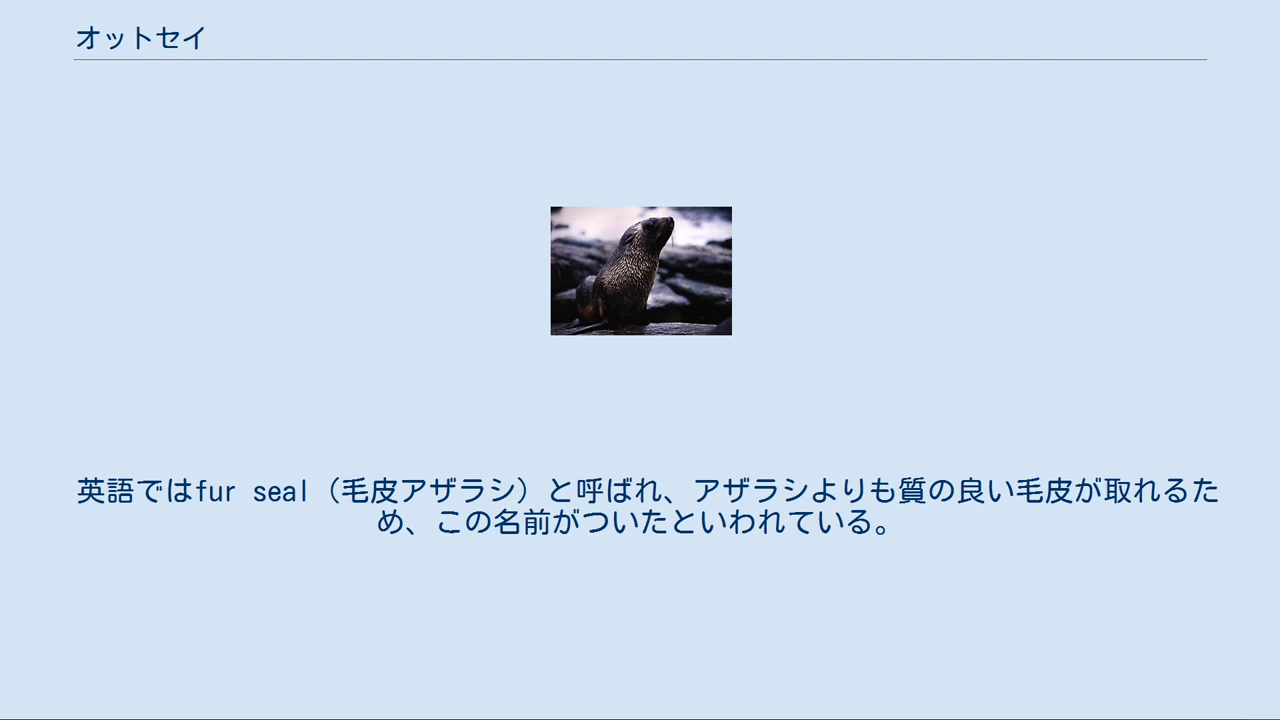 オットセイ
英語ではfur seal（毛皮アザラシ）と呼ばれ、アザラシよりも質の良い毛皮が取れるた
め、この名前がついたといわれている。